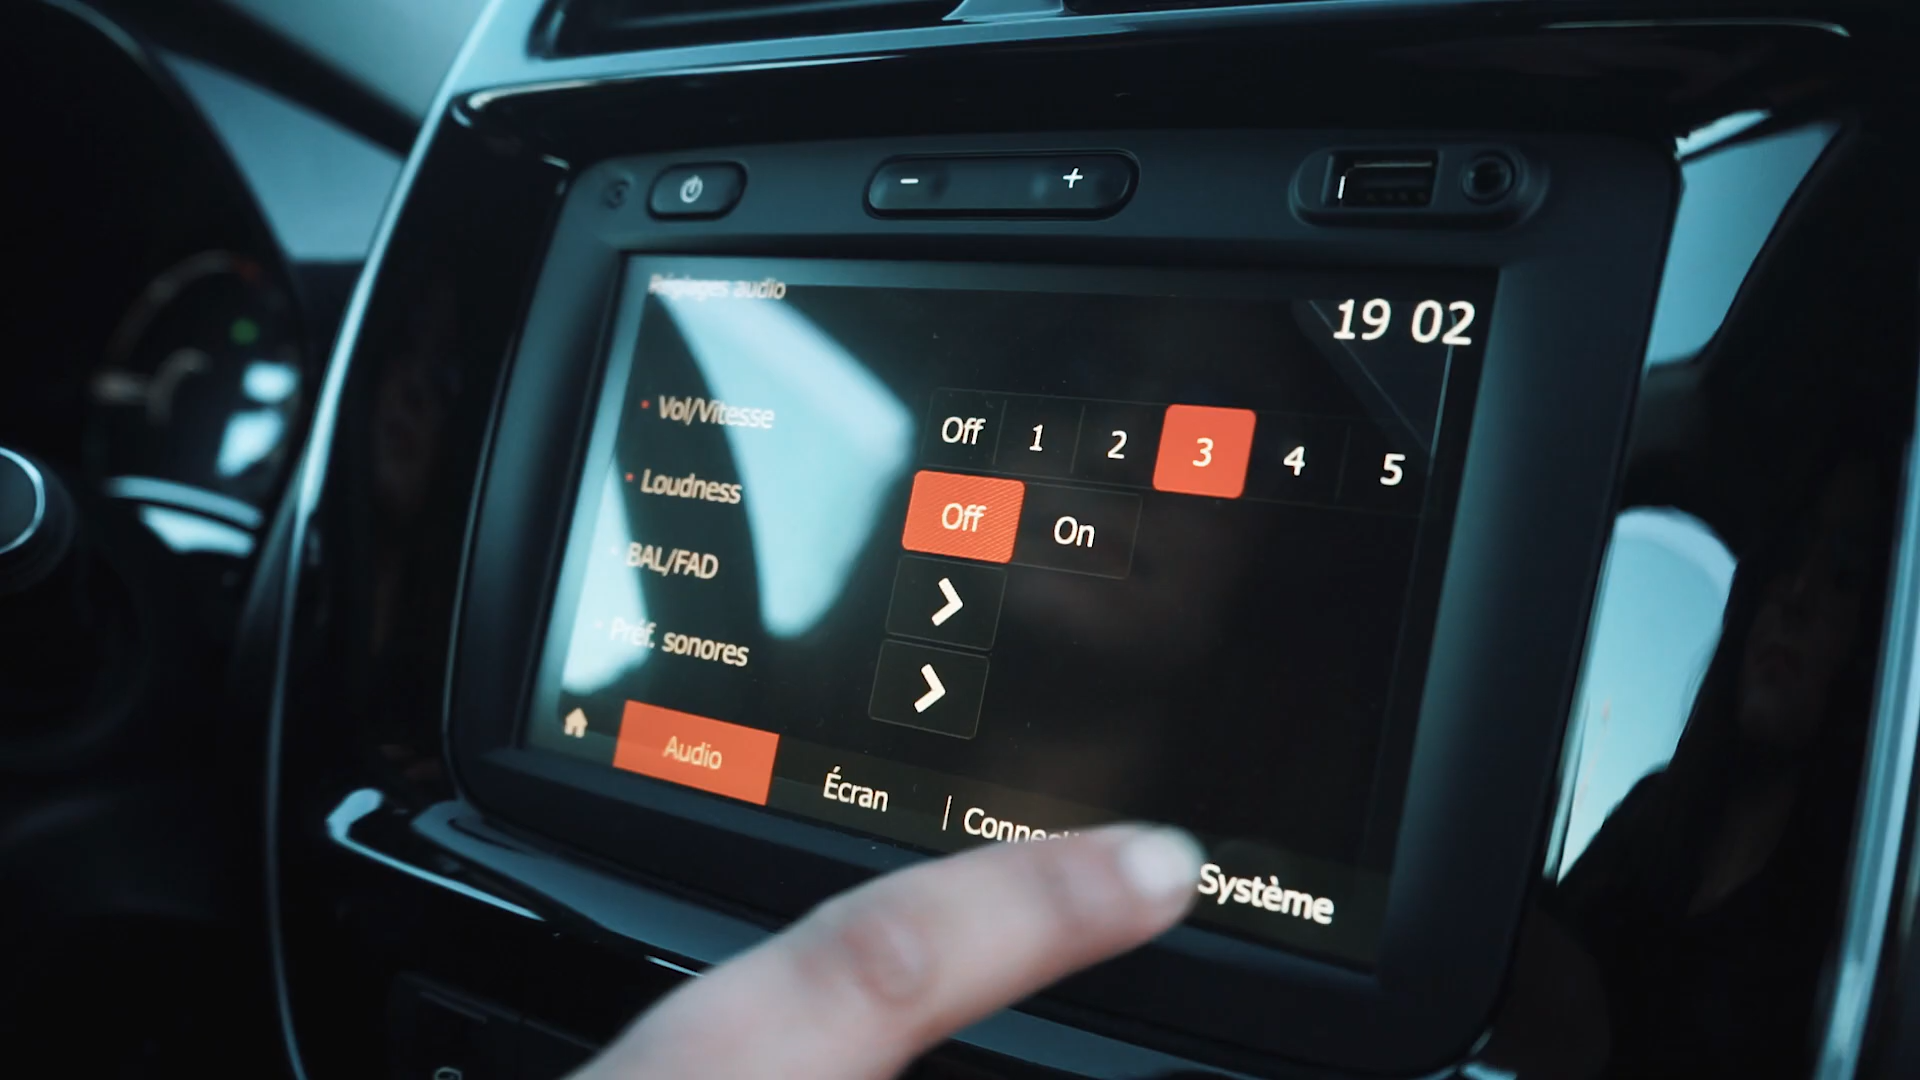 Réglages audio
19 02
Vol/Vitesse Off 1 2 3 4 5
Loudness Off On
BAL/FAD
Préf. sonores
Audio Écran Système